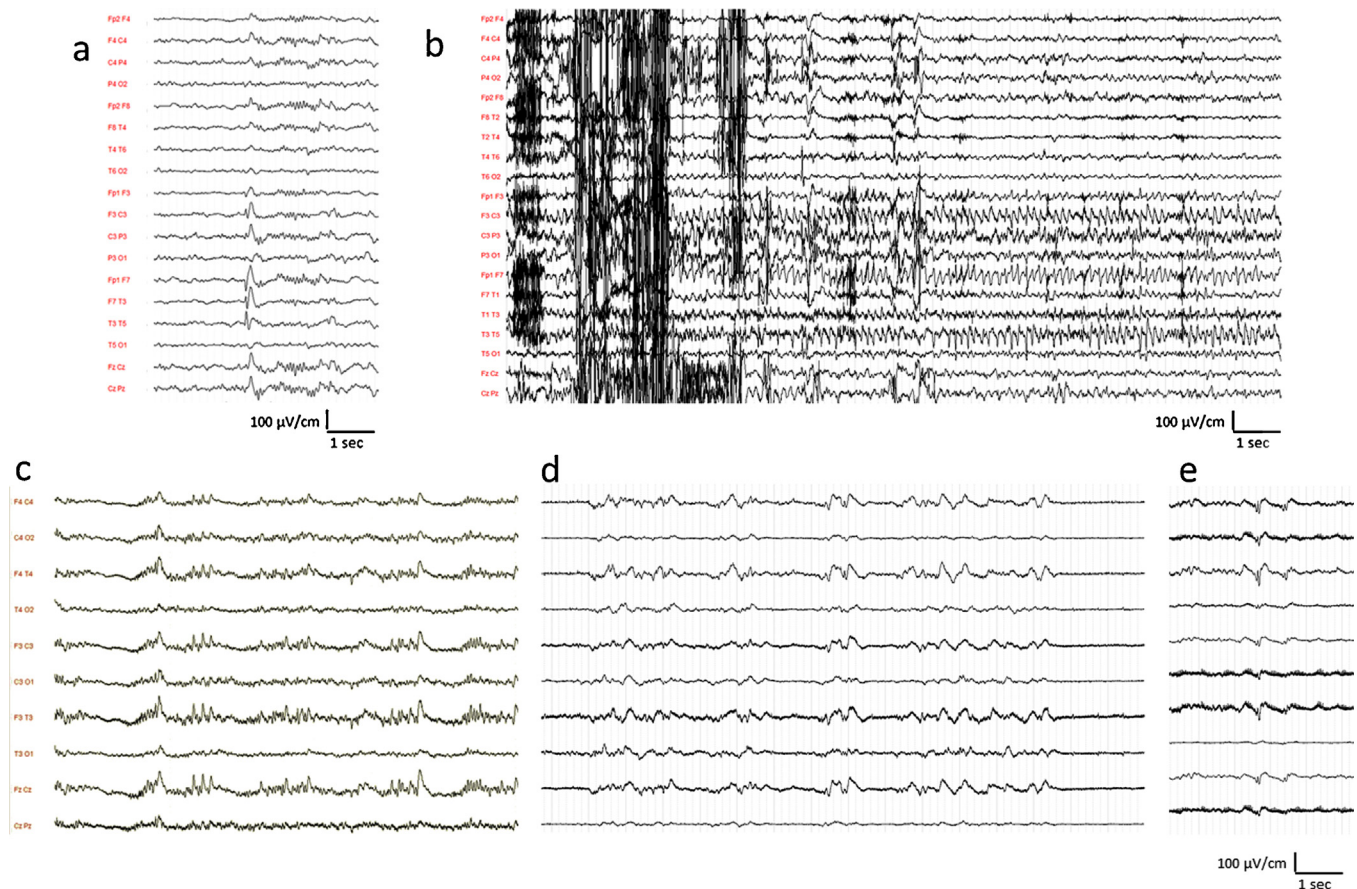 a
Fp2 F4
F4 C4
C4 P4
P4 O2
Fp2 F8
F8 T4
T4 T6
T6 O2
Fp1 F3
F3 C3
C3 P3
P3 O1
Fp1 F7
F7 T3
T3 T5
T5 O1
Fz Cz
Cz Pz
100 µV/cm
1 sec
b
Fp2 F4
F4 C4
C4 P4
P4 O2
Fp2 F8
F8 T2
T2 T4
T4 T6
T6 O2
Fp1 F3
F3 C3
C3 P3
P3 O1
Fp1 F7
F7 T1
T1 T3
T3 T5
T5 O1
Fz Cz
Cz Pz
100 µV/cm
1 sec
c
F4 C4
C4 O2
F4 T4
T4 O2
F3 C3
C3 O1
F3 T3
T3 O1
Fz Cz
Cz Pz
d
e
100 µV/cm
1 sec